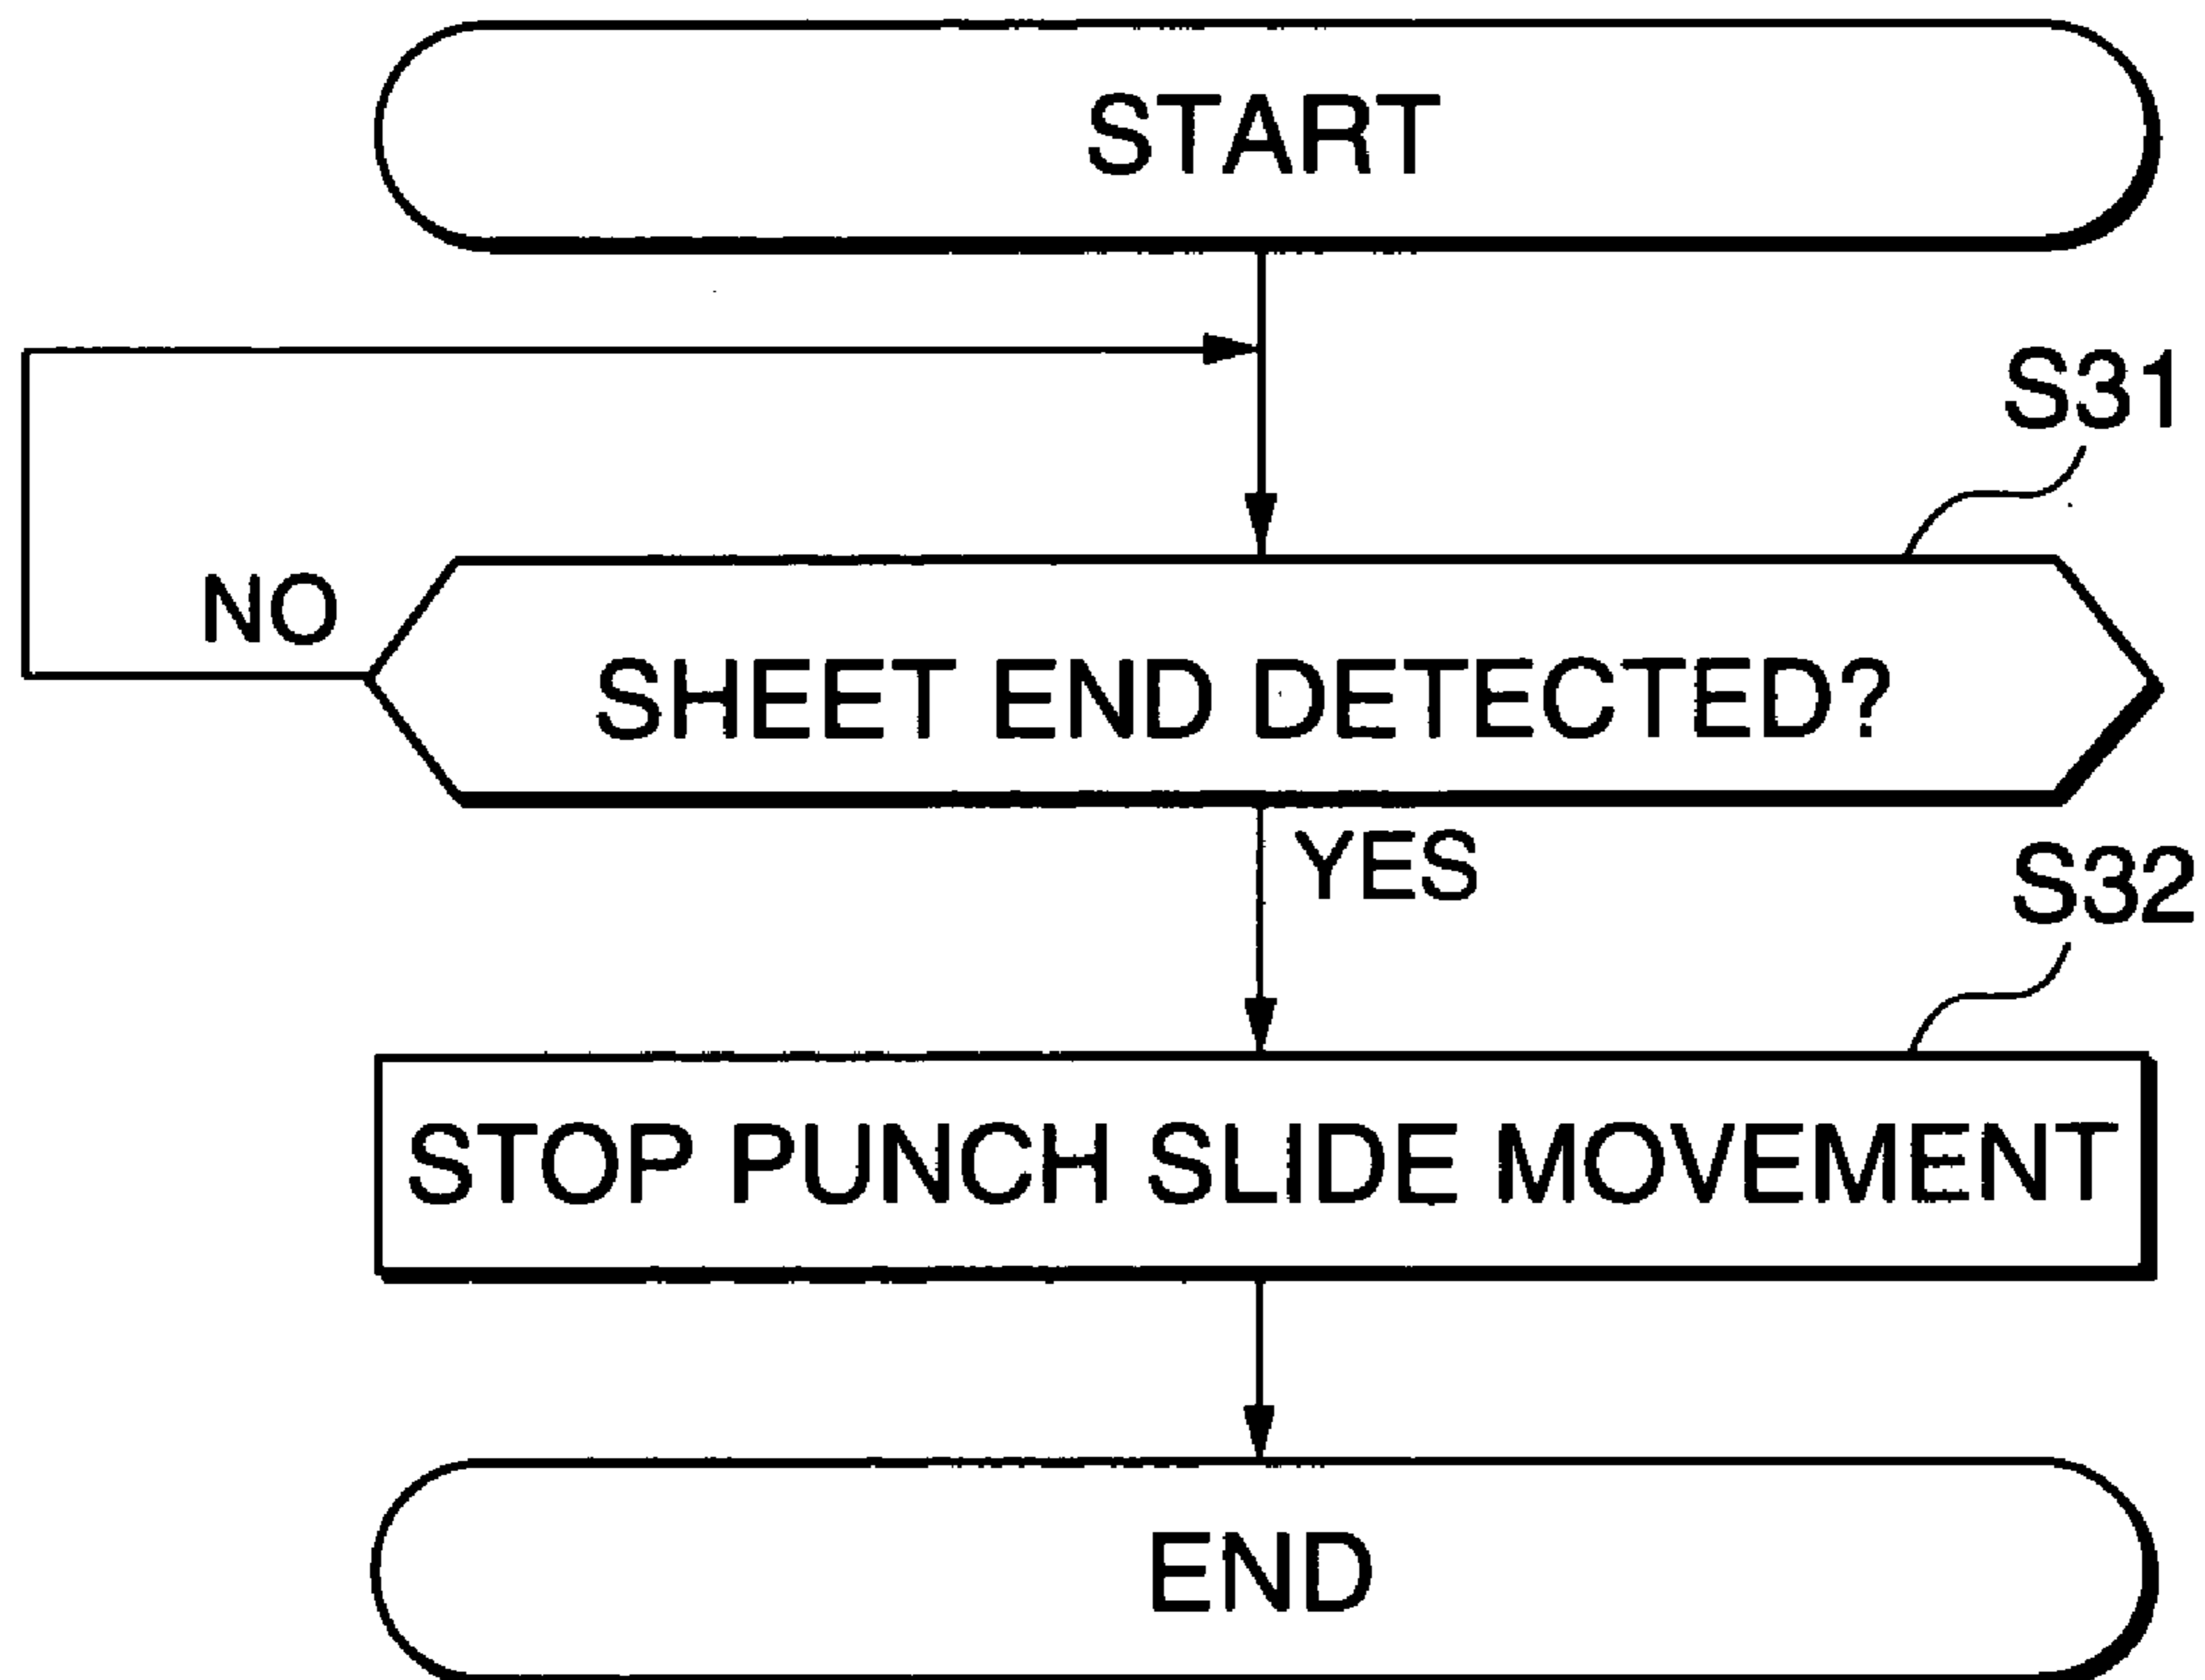 START
S31
NO
SHEET END DETECTED?
YES
S32
STOP PUNCH SLIDE MOVEMENT
END